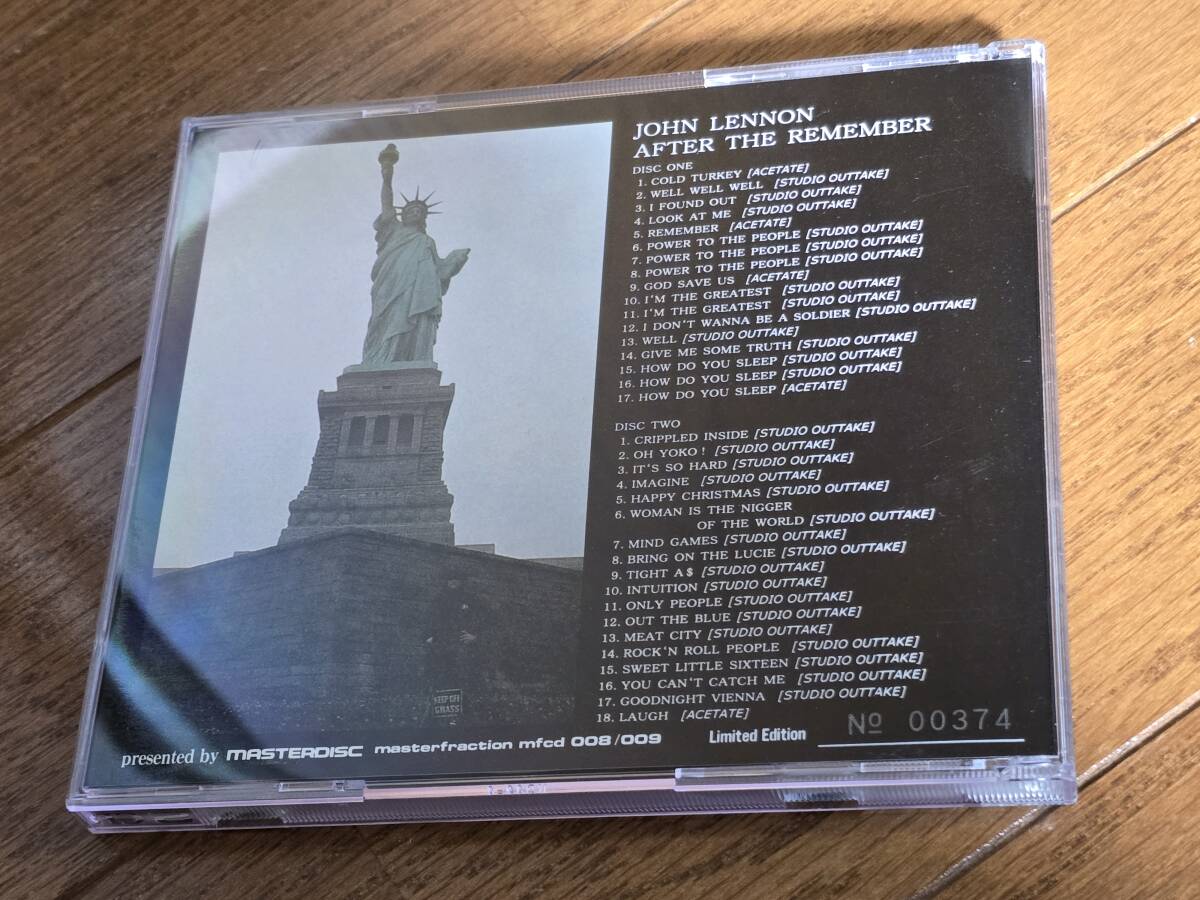 JOHN LENNON
AFTER THE REMEMBER
DISC ONE
1. COLD TURKEY [ACETATE]
2. WELL WELL WELL [STUDIO OUTTAKE]
3. I FOUND OUT [STUDIO OUTTAKE]
4. LOOK AT ME [STUDIO OUTTAKE]
5. REMEMBER [ACETATE]
6. POWER TO THE PEOPLE [STUDIO OUTTAKE]
7. POWER TO THE PEOPLE [STUDIO OUTTAKE]
8. POWER TO THE PEOPLE [STUDIO OUTTAKE]
9. GOD SAVE US [ACETATE]
10. I'M THE GREATEST [STUDIO OUTTAKE]
11. I'M THE GREATEST [STUDIO OUTTAKE]
12. I DON'T WANNA BE A SOLDIER [STUDIO OUTTAKE]
13. WELL [STUDIO OUTTAKE]
14. GIVE ME SOME TRUTH [STUDIO OUTTAKE]
15. HOW DO YOU SLEEP [STUDIO OUTTAKE]
16. HOW DO YOU SLEEP [STUDIO OUTTAKE]
17. HOW DO YOU SLEEP [ACETATE]
DISC TWO
1. CRIPPLED INSIDE [STUDIO OUTTAKE]
2. OH YOKO! [STUDIO OUTTAKE]
3. IT'S SO HARD [STUDIO OUTTAKE]
4. IMAGINE [STUDIO OUTTAKE]
5. HAPPY CHRISTMAS [STUDIO OUTTAKE]
6. WOMAN IS THE NIGGER
OF THE WORLD [STUDIO OUTTAKE]
7. MIND GAMES [STUDIO OUTTAKE]
8. BRING ON THE LUCIE [STUDIO OUTTAKE]
9. TIGHT A$ [STUDIO OUTTAKE]
10. INTUITION [STUDIO OUTTAKE]
11. ONLY PEOPLE [STUDIO OUTTAKE]
12. OUT THE BLUE [STUDIO OUTTAKE]
13. MEAT CITY [STUDIO OUTTAKE]
14. ROCK'N ROLL PEOPLE [STUDIO OUTTAKE]
15. SWEET LITTLE SIXTEEN [STUDIO OUTTAKE]
16. YOU CAN'T CATCH ME [STUDIO OUTTAKE]
17. GOODNIGHT VIENNA [STUDIO OUTTAKE]
18. LAUGH [ACETATE]
KEEP OFF
GRASS
presented by MASTERDISC masterfraction mfcd 008/009 Limited Edition № 00374